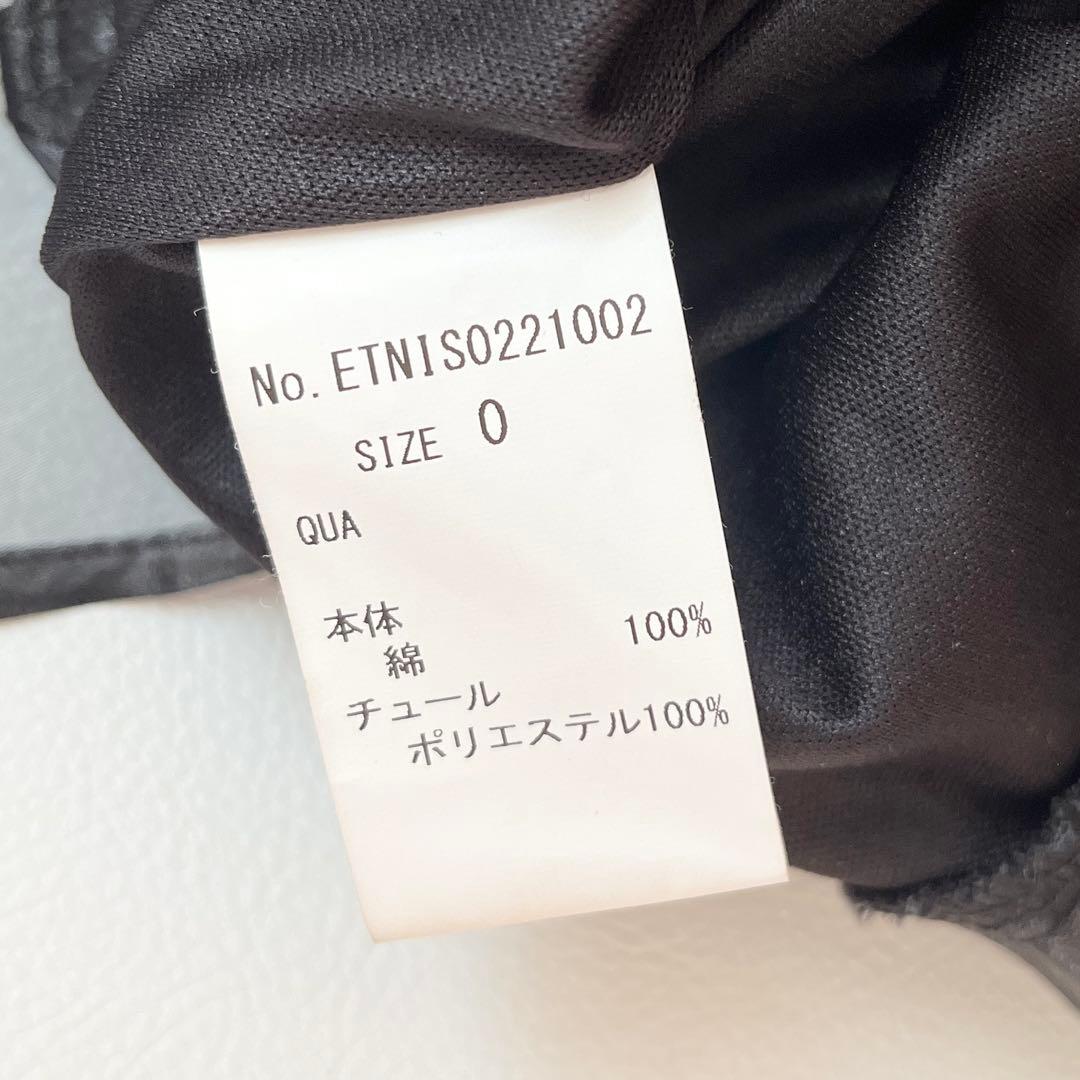 No. ETNIS0221002
SIZE 0
QUA
本体
綿 100%
チュール
ポリエステル100%